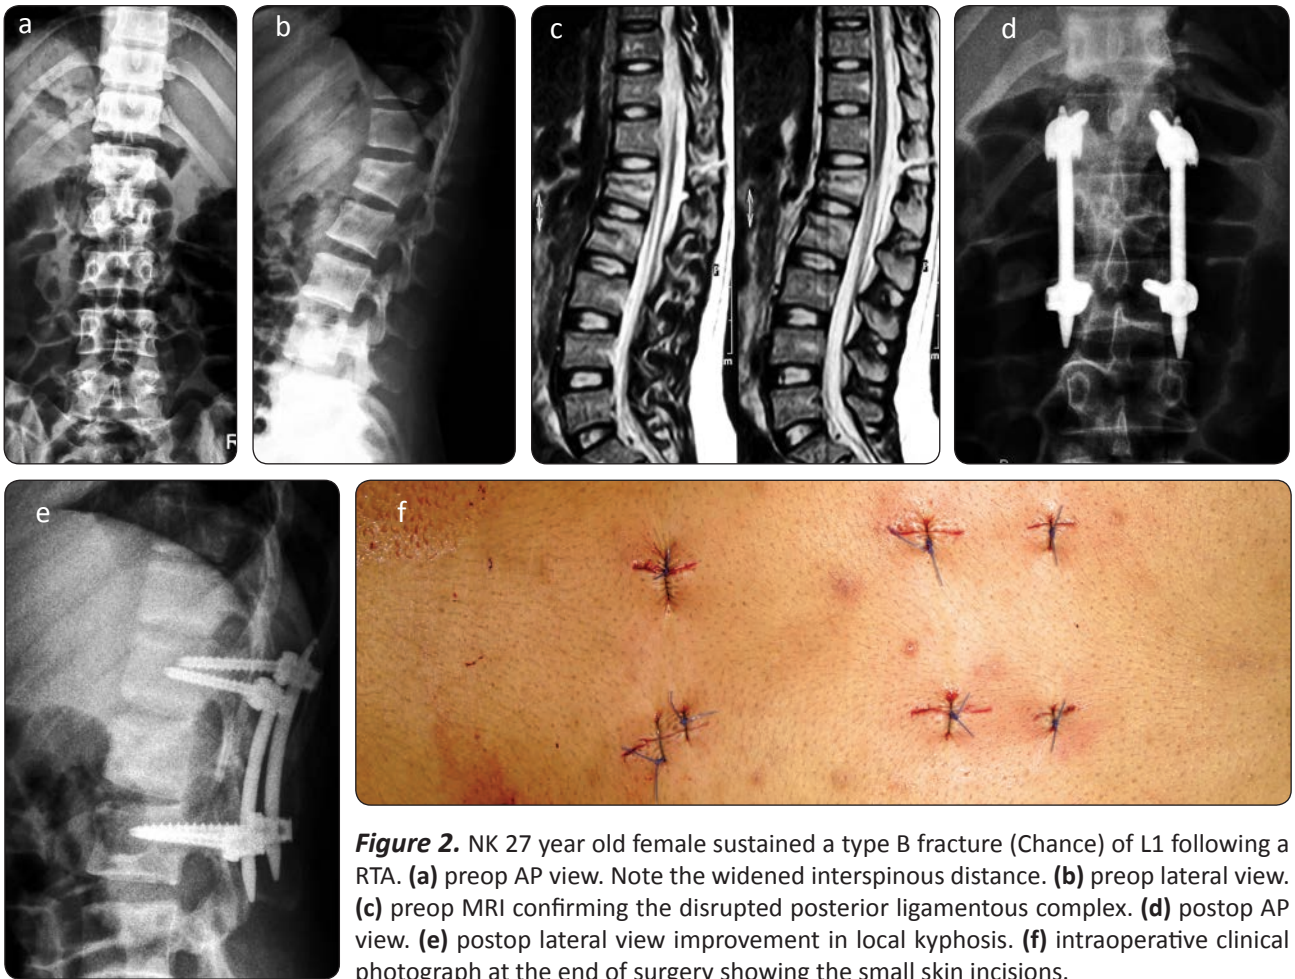 a
b
c
d
R
P
m
P
m
e
f
Figure 2. NK 27 year old female sustained a type B fracture (Chance) of L1 following a
RTA. (a) preop AP view. Note the widened interspinous distance. (b) preop lateral view.
(c) preop MRI confirming the disrupted posterior ligamentous complex. (d) postop AP
view. (e) postop lateral view improvement in local kyphosis. (f) intraoperative clinical
photograph at the end of surgery showing the small skin incisions.